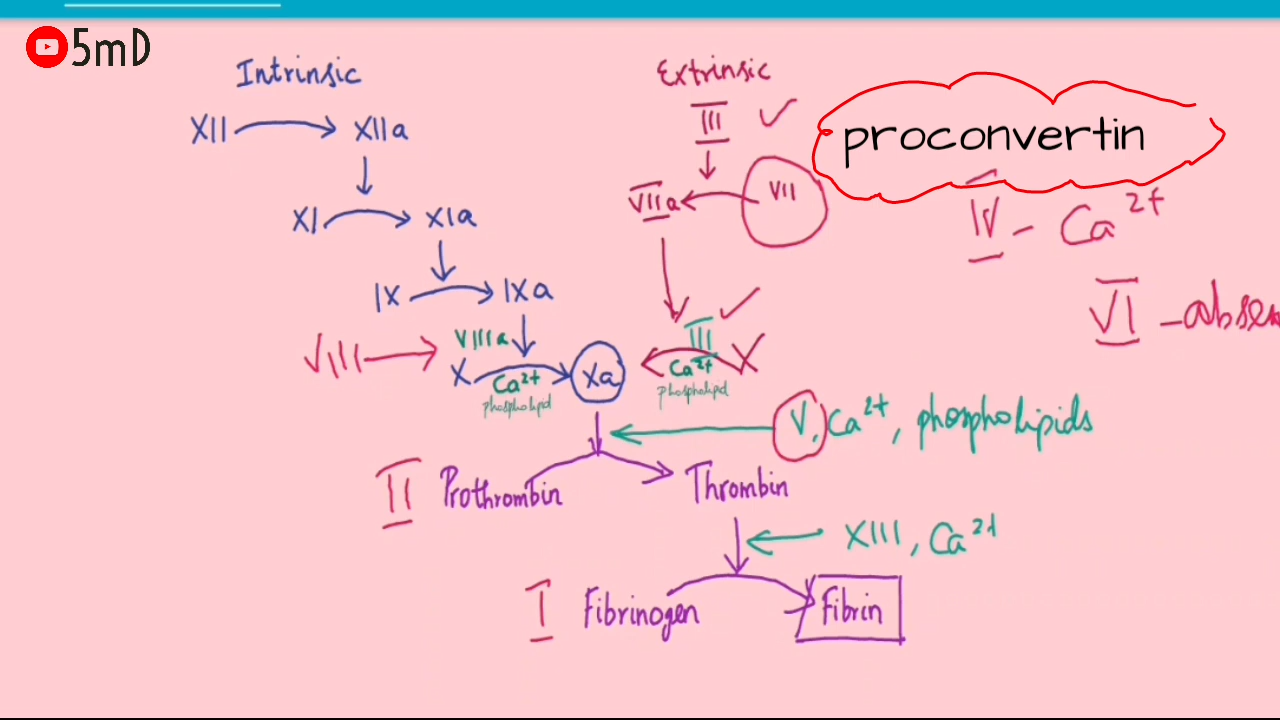 5mD
Intrinsic
XII XIIa
XI XIa
IX IXa
VIII VIIIa
X Ca²⁺ Xa
phospholipid
Extrinsic
III
VIIa VII
III
Ca²⁺ X
phospholipd
proconvertin
IV - Ca²⁺
VI - absen
V, Ca²⁺, phospholipids
II Prothrombin Thrombin
XIII, Ca²⁺
I Fibrinogen Fibrin